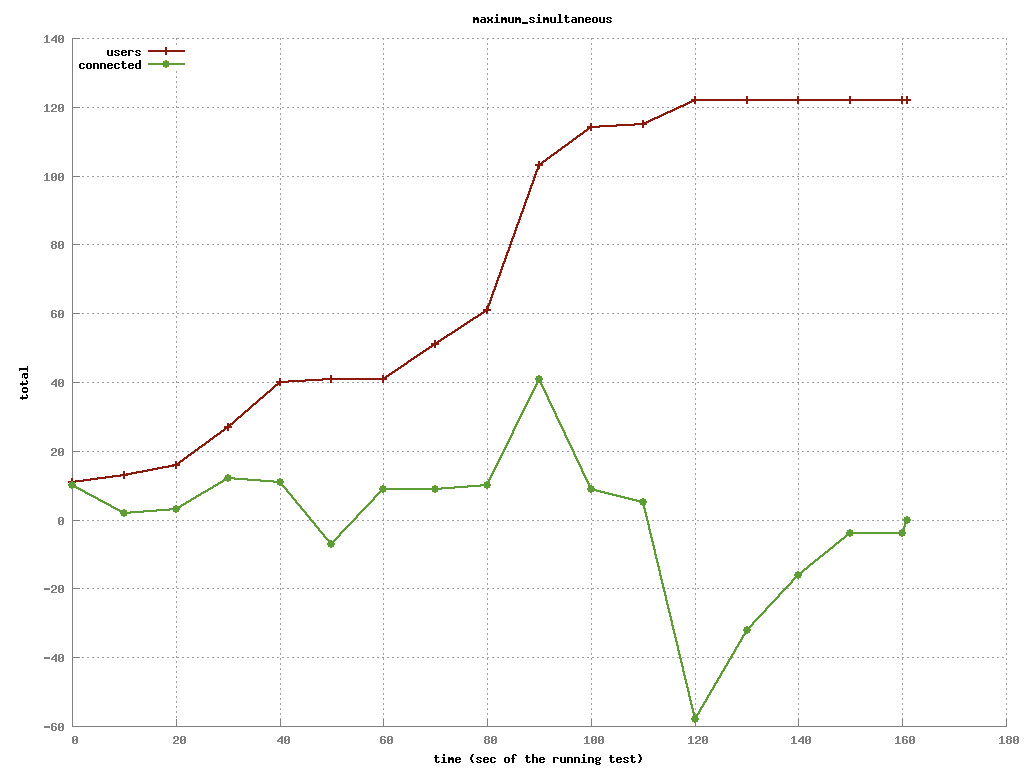 maximum_simultaneous
140
users
connected
120
100
80
60
40
total
20
0
-20
-40
-60
0 20 40 60 80 100 120 140 160 180
time (sec of the running test)